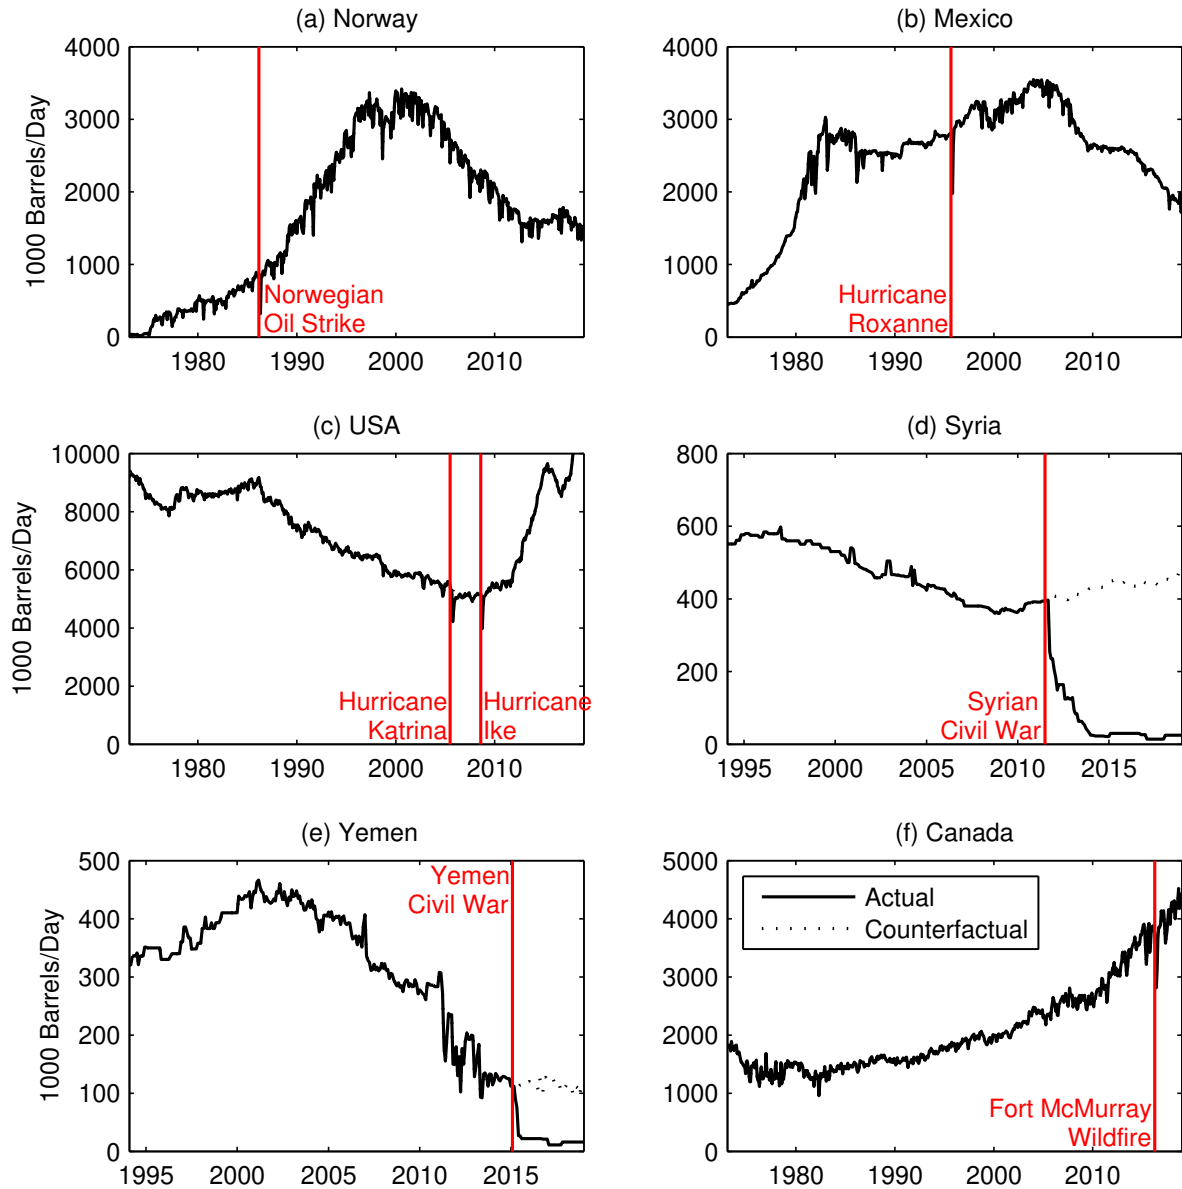 (a) Norway
1000 Barrels/Day
4000
3000
2000
1000
0
1980
1990
2000
2010
Norwegian
Oil Strike
(b) Mexico
4000
3000
2000
1000
0
1980
1990
2000
2010
Hurricane
Roxanne
(c) USA
1000 Barrels/Day
10000
8000
6000
4000
2000
0
1980
1990
2000
2010
Hurricane
Katrina
Hurricane
Ike
(d) Syria
800
600
400
200
0
1995
2000
2005
2010
2015
Syrian
Civil War
(e) Yemen
1000 Barrels/Day
500
400
300
200
100
0
1995
2000
2005
2010
2015
Yemen
Civil War
(f) Canada
5000
4000
3000
2000
1000
0
1980
1990
2000
2010
Actual
Counterfactual
Fort McMurray
Wildfire